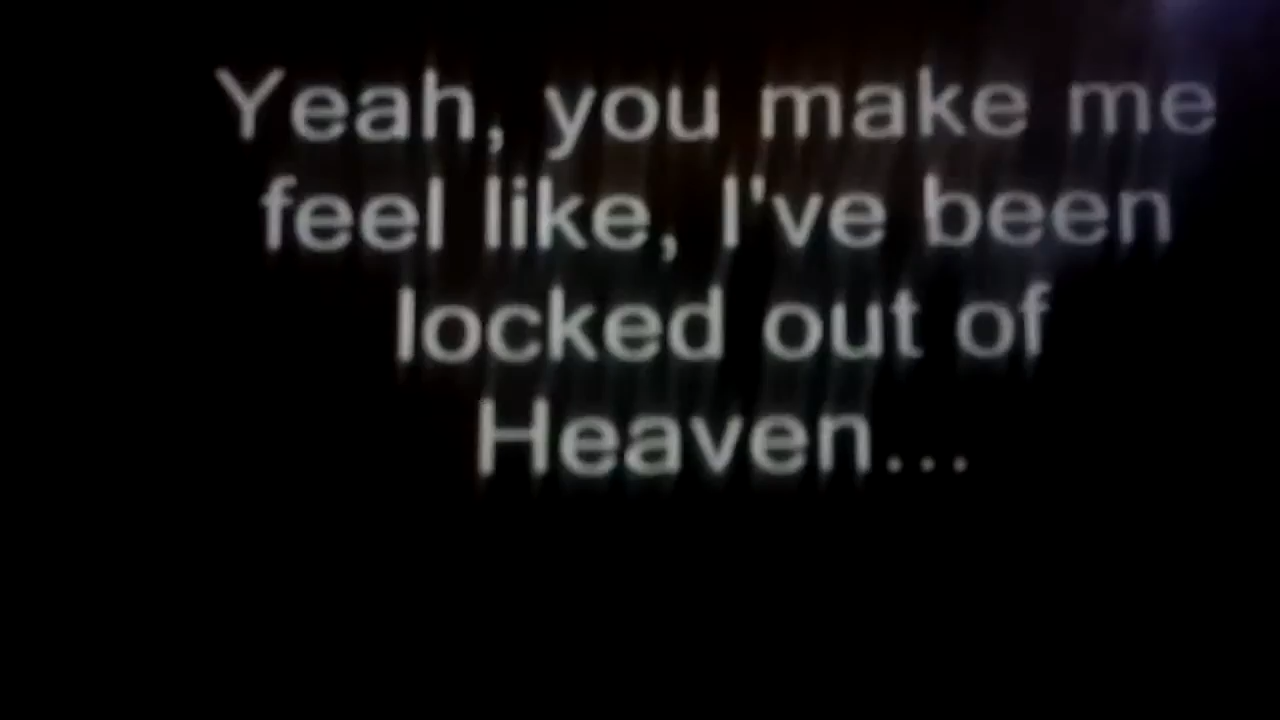 Yeah, you make me
feel like, I've been
locked out of
Heaven...